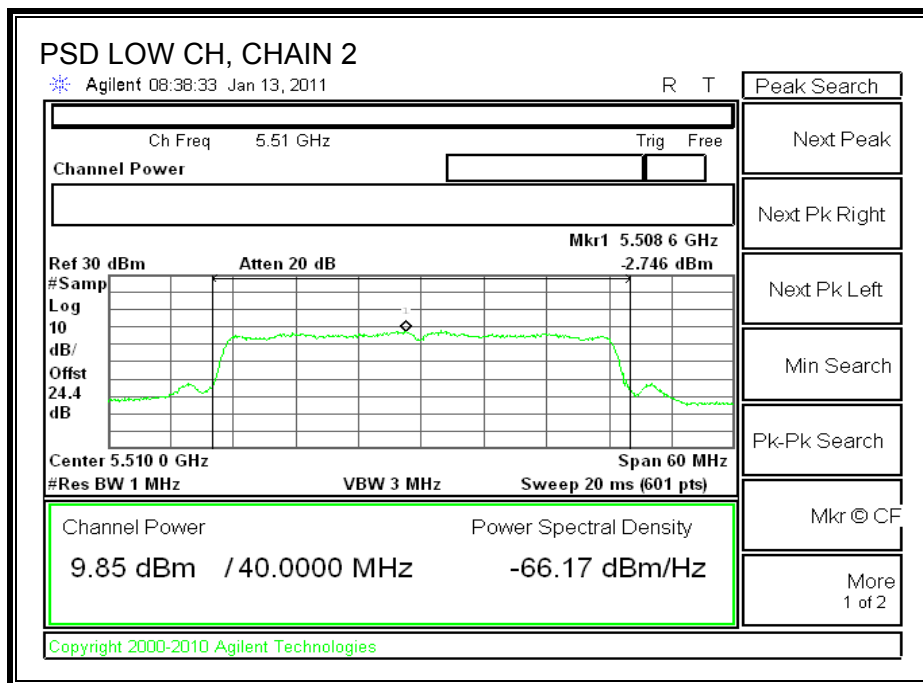 PSD LOW CH, CHAIN 2
Agilent 08:38:33 Jan 13, 2011 R T
Ch Freq 5.51 GHz Trig Free
Channel Power
Mkr1 5.508 6 GHz
Ref 30 dBm Atten 20 dB -2.746 dBm
#Samp
Log
10
dB/
Offst
24.4
dB
1
Center 5.510 0 GHz Span 60 MHz
#Res BW 1 MHz VBW 3 MHz Sweep 20 ms (601 pts)
Channel Power Power Spectral Density
9.85 dBm / 40.0000 MHz -66.17 dBm/Hz
Copyright 2000-2010 Agilent Technologies
Peak Search
Next Peak
Next Pk Right
Next Pk Left
Min Search
Pk-Pk Search
Mkr © CF
More
1 of 2